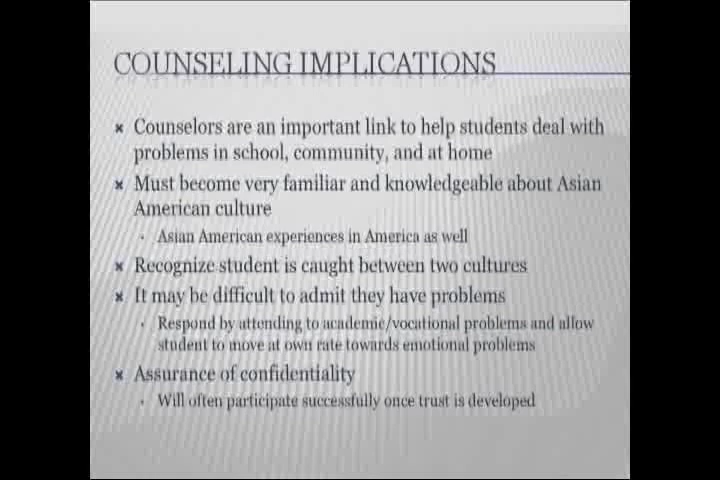 COUNSELING IMPLICATIONS
Counselors are an important link to help students deal with
problems in school, community, and at home
Must become very familiar and knowledgeable about Asian
American culture
Asian American experiences in America as well
Recognize student is caught between two cultures
It may be difficult to admit they have problems
Respond by attending to academic/vocational problems and allow
student to move at own rate towards emotional problems
Assurance of confidentiality
Will often participate successfully once trust is developed